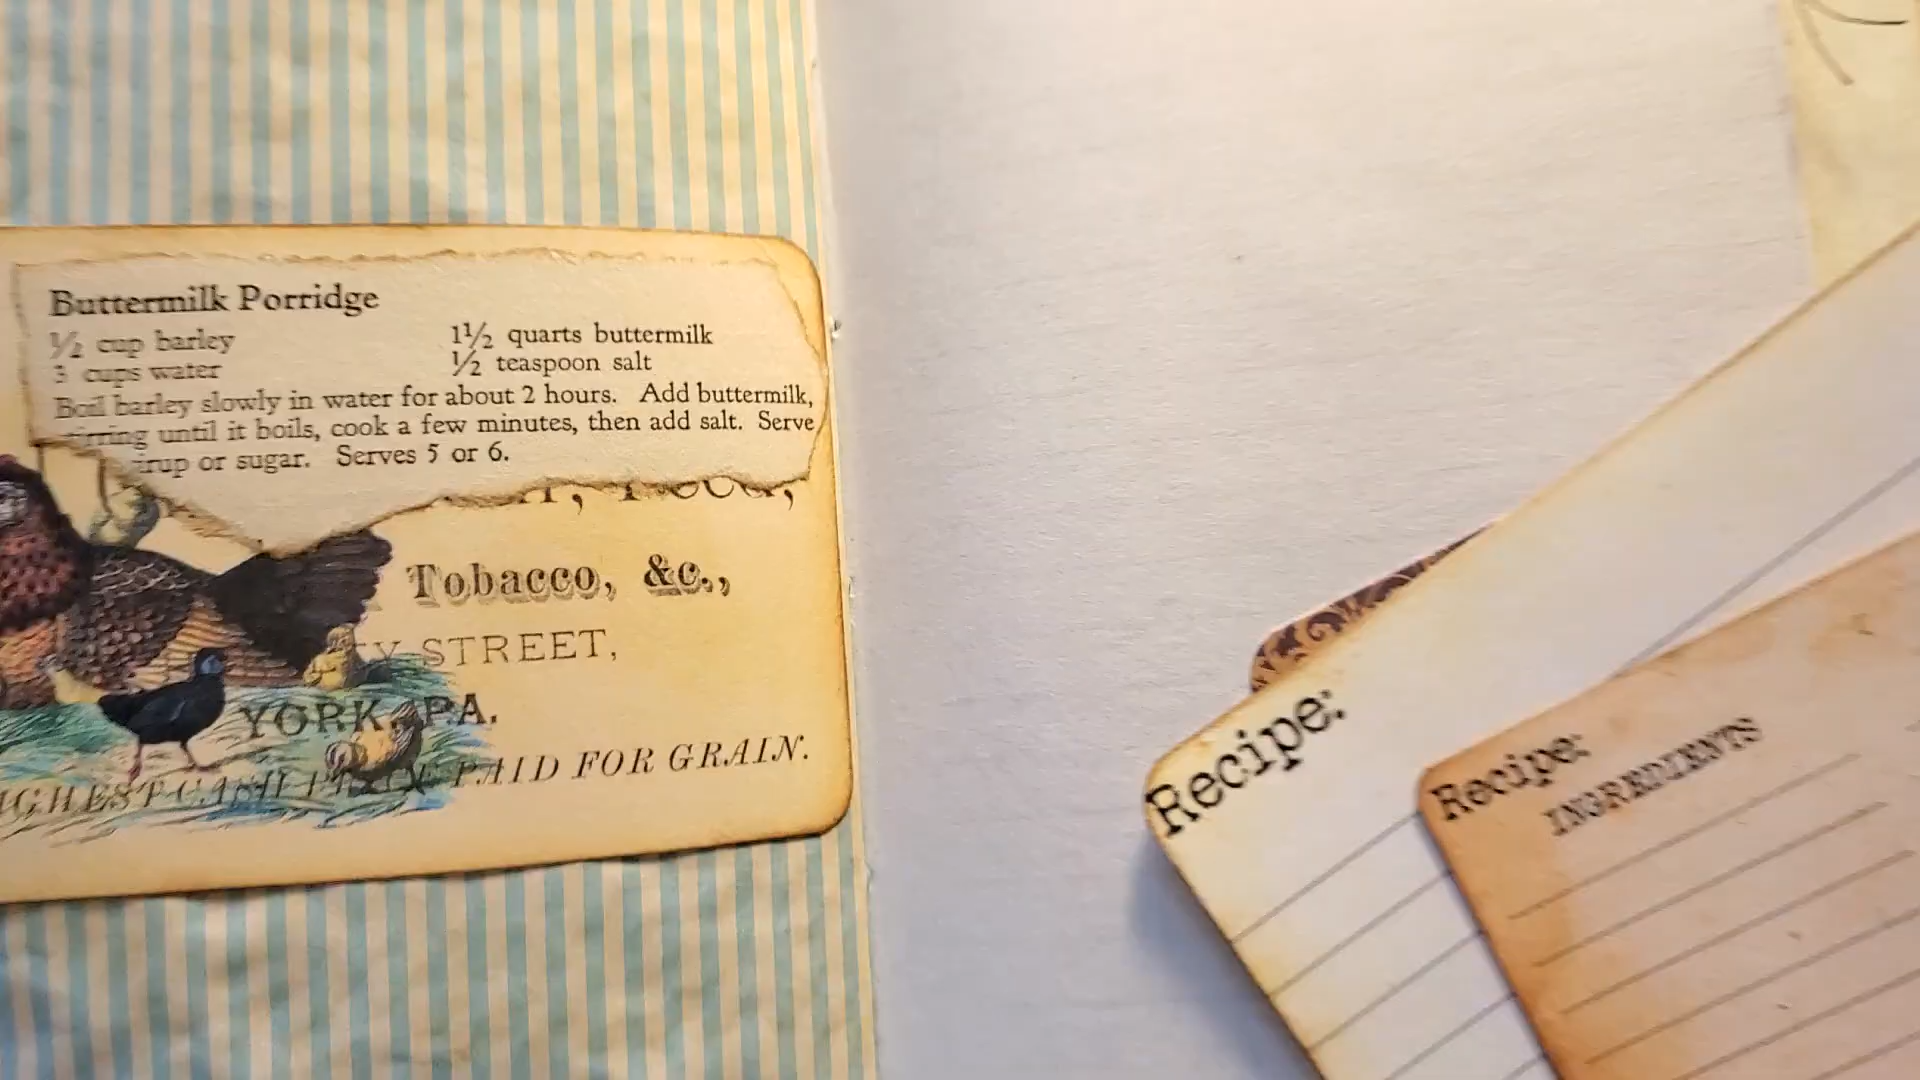 Buttermilk Porridge
½ cup barley
1½ quarts buttermilk
3 cups water
½ teaspoon salt
Boil barley slowly in water for about 2 hours. Add buttermilk,
stirring until it boils, cook a few minutes, then add salt. Serve
or sugar. Serves 5 or 6.
Tobacco, &c.,
STREET,
YORK, PA.
PAID FOR GRAIN.
Recipe:
Recipe:
INGREDIENTS